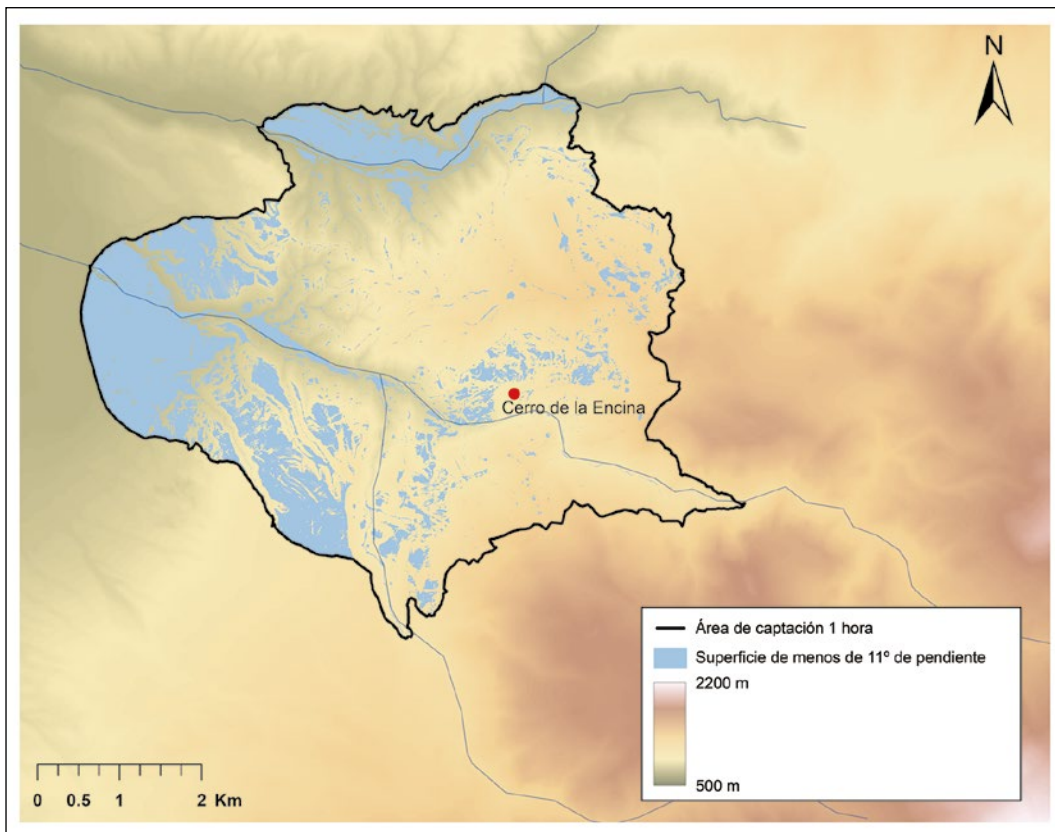 N
Cerro de la Encina
Área de captación 1 hora
Superficie de menos de 11º de pendiente
2200 m
500 m
0 0.5 1 2 Km